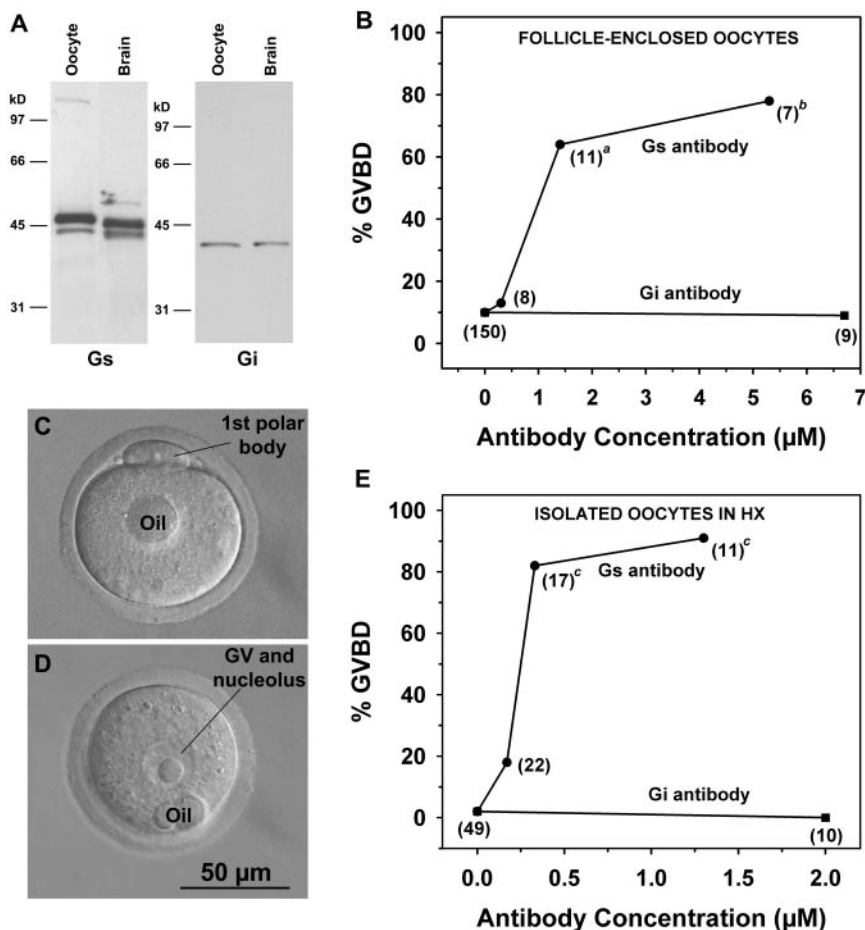 A
Oocyte
Brain
Oocyte
Brain
kD
97
66
45
31
kD
97
66
45
31
Gs
Gi
B
FOLLICLE-ENCLOSED OOCYTES
% GVBD
100
80
60
40
20
0
(7)b
(11)a
Gs antibody
(8)
Gi antibody
(150)
(9)
0 1 2 3 4 5 6 7
Antibody Concentration (µM)
C
1st polar
body
Oil
D
GV and
nucleolus
Oil
50 µm
E
ISOLATED OOCYTES IN HX
% GVBD
100
80
60
40
20
0
(11)c
(17)c
Gs antibody
(22)
Gi antibody
(49)
(10)
0.0 0.5 1.0 1.5 2.0
Antibody Concentration (µM)